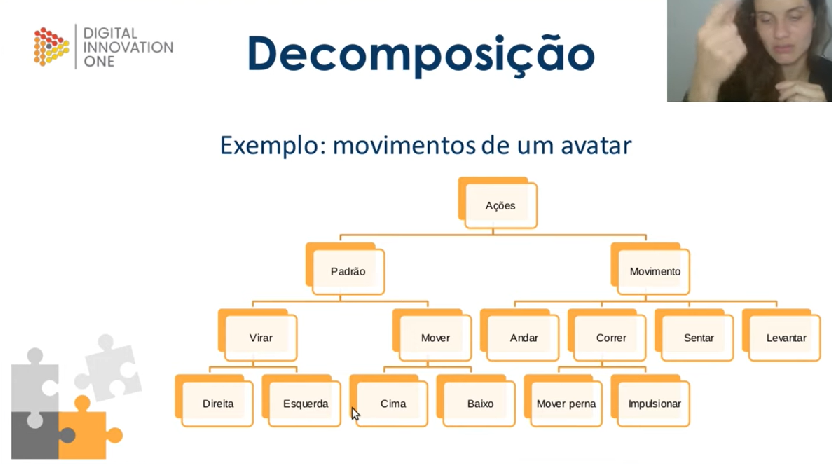 DIGITAL
INNOVATION
ONE
Decomposição
Exemplo: movimentos de um avatar
Ações
Padrão
Movimento
Virar
Mover
Andar
Correr
Sentar
Levantar
Direita
Esquerda
Cima
Baixo
Mover perna
Impulsionar